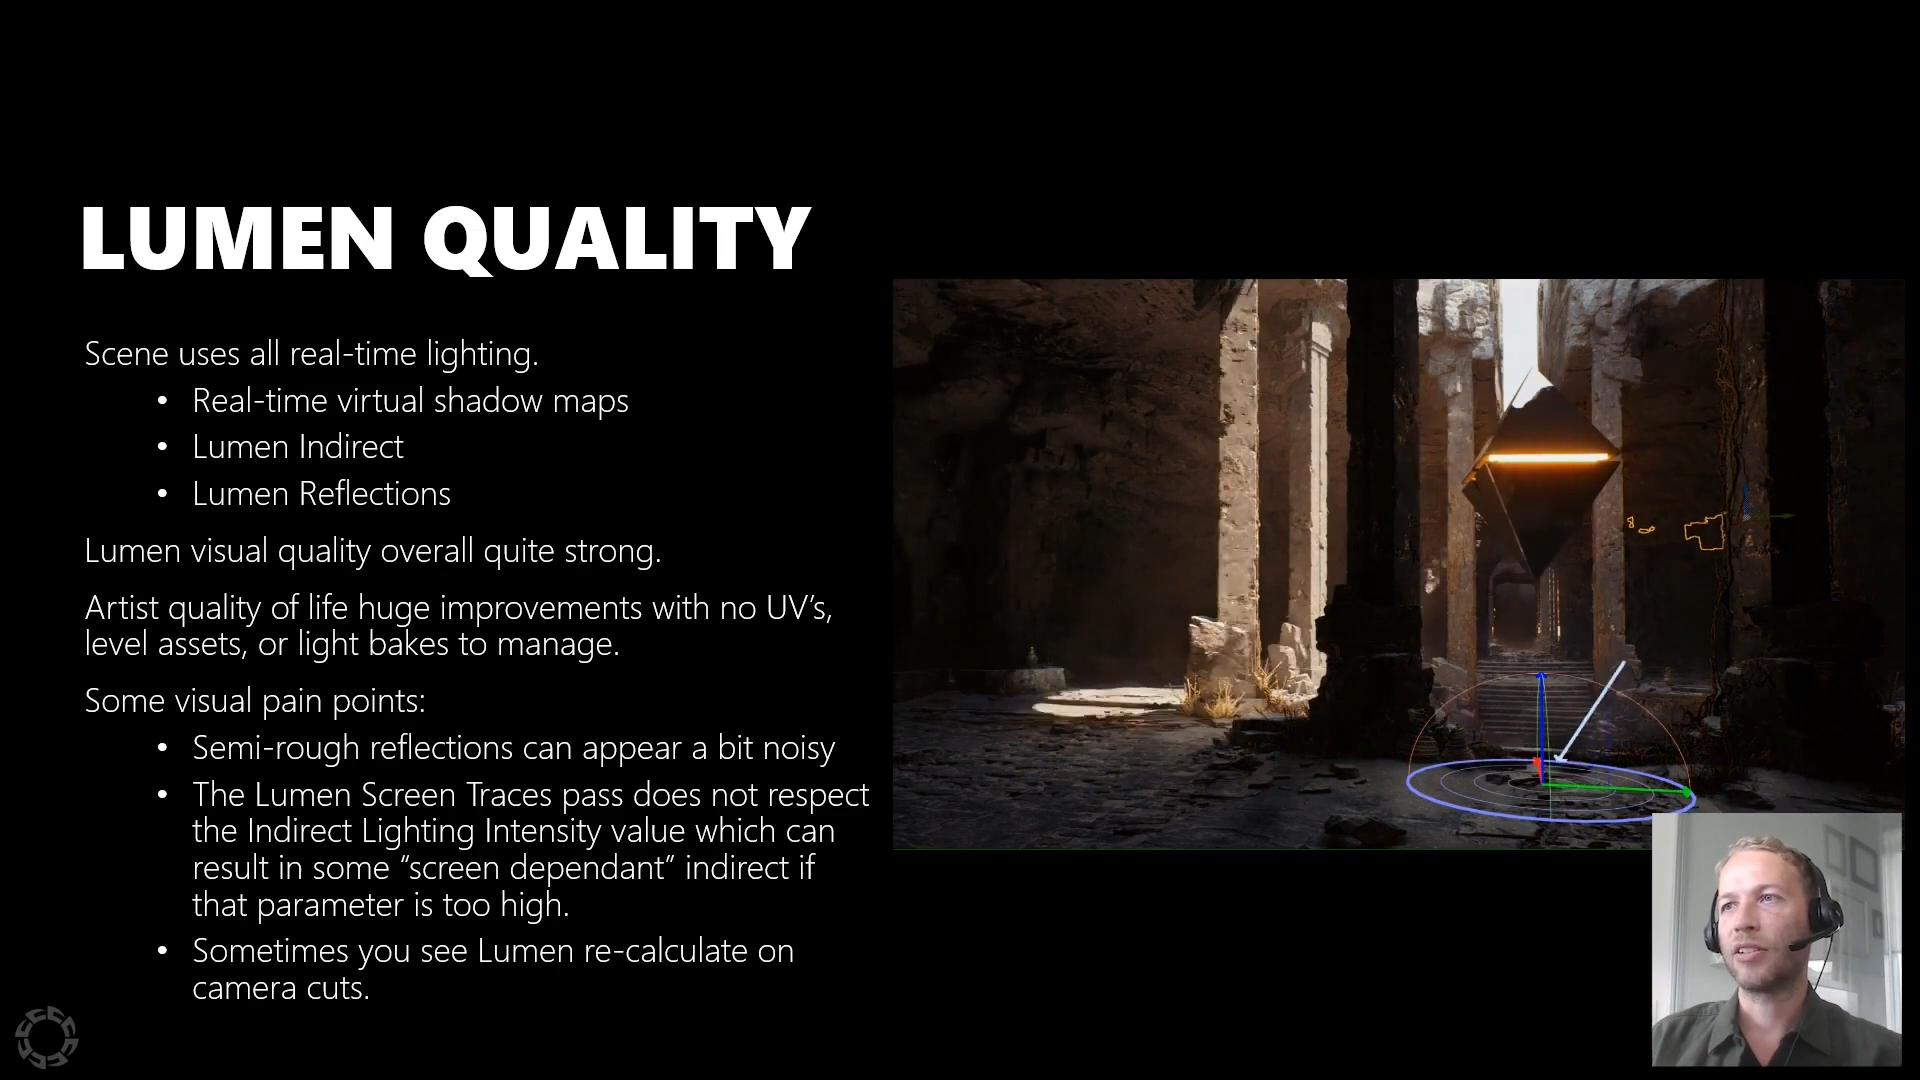 LUMEN QUALITY
Scene uses all real-time lighting.
• Real-time virtual shadow maps
• Lumen Indirect
• Lumen Reflections
Lumen visual quality overall quite strong.
Artist quality of life huge improvements with no UV’s,
level assets, or light bakes to manage.
Some visual pain points:
• Semi-rough reflections can appear a bit noisy
• The Lumen Screen Traces pass does not respect
the Indirect Lighting Intensity value which can
result in some “screen dependant” indirect if
that parameter is too high.
• Sometimes you see Lumen re-calculate on
camera cuts.